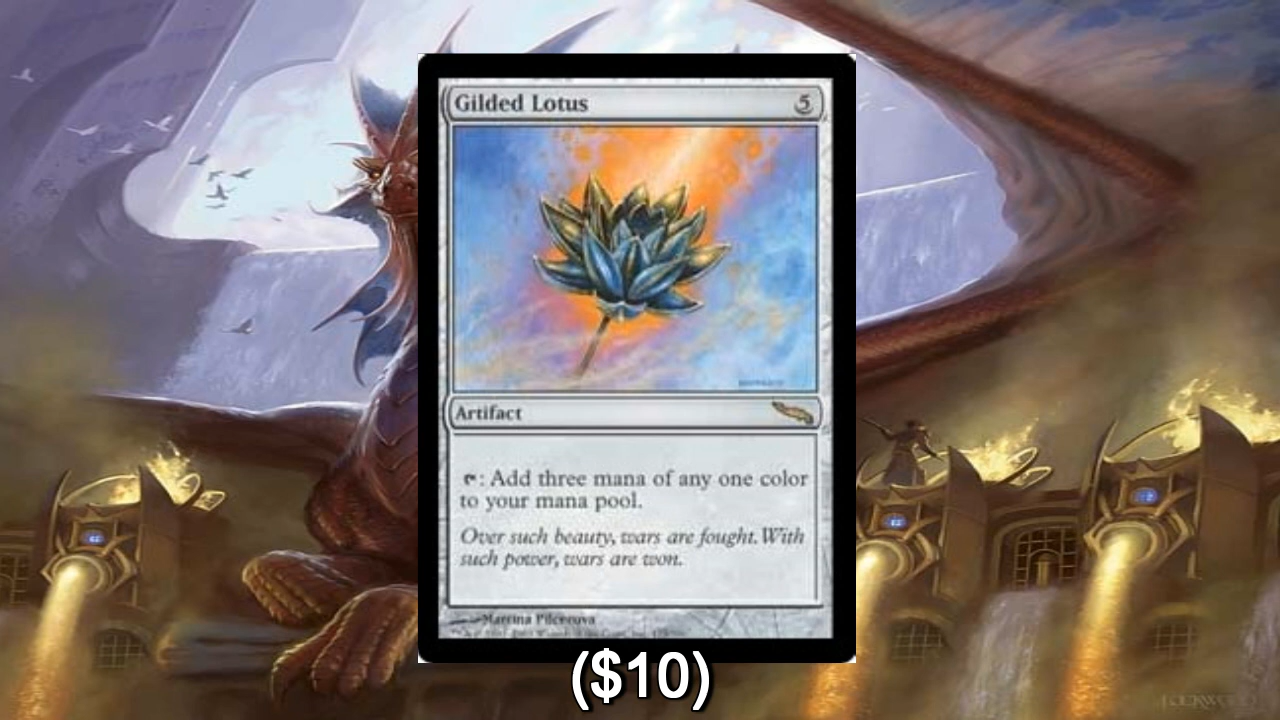 Gilded Lotus 5
Artifact
: Add three mana of any one color
to your mana pool.
Over such beauty, wars are fought. With
such power, wars are won.
Martina Pilcerova
($10)